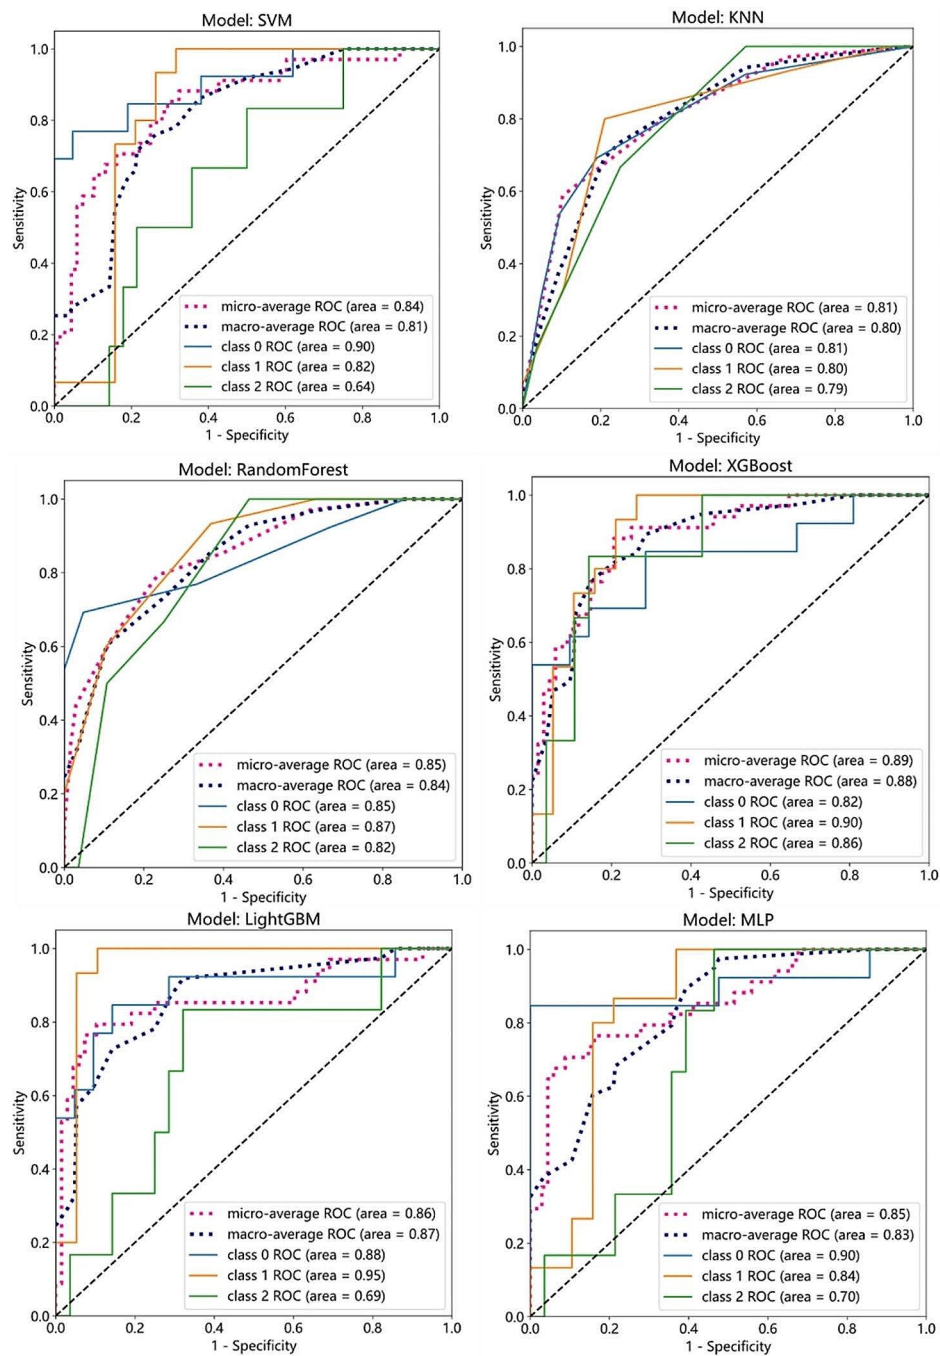 Model: SVM
1.0
0.8
0.6
0.4
0.2
0.0
Sensitivity
micro-average ROC (area = 0.84)
macro-average ROC (area = 0.81)
class 0 ROC (area = 0.90)
class 1 ROC (area = 0.82)
class 2 ROC (area = 0.64)
0.0 0.2 0.4 0.6 0.8 1.0
1 - Specificity
Model: KNN
1.0
0.8
0.6
0.4
0.2
0.0
Sensitivity
micro-average ROC (area = 0.81)
macro-average ROC (area = 0.80)
class 0 ROC (area = 0.81)
class 1 ROC (area = 0.80)
class 2 ROC (area = 0.79)
0.0 0.2 0.4 0.6 0.8 1.0
1 - Specificity
Model: RandomForest
1.0
0.8
0.6
0.4
0.2
0.0
Sensitivity
micro-average ROC (area = 0.85)
macro-average ROC (area = 0.84)
class 0 ROC (area = 0.85)
class 1 ROC (area = 0.87)
class 2 ROC (area = 0.82)
0.0 0.2 0.4 0.6 0.8 1.0
1 - Specificity
Model: XGBoost
1.0
0.8
0.6
0.4
0.2
0.0
Sensitivity
micro-average ROC (area = 0.89)
macro-average ROC (area = 0.88)
class 0 ROC (area = 0.82)
class 1 ROC (area = 0.90)
class 2 ROC (area = 0.86)
0.0 0.2 0.4 0.6 0.8 1.0
1 - Specificity
Model: LightGBM
1.0
0.8
0.6
0.4
0.2
0.0
Sensitivity
micro-average ROC (area = 0.86)
macro-average ROC (area = 0.87)
class 0 ROC (area = 0.88)
class 1 ROC (area = 0.95)
class 2 ROC (area = 0.69)
0.0 0.2 0.4 0.6 0.8 1.0
1 - Specificity
Model: MLP
1.0
0.8
0.6
0.4
0.2
0.0
Sensitivity
micro-average ROC (area = 0.85)
macro-average ROC (area = 0.83)
class 0 ROC (area = 0.90)
class 1 ROC (area = 0.84)
class 2 ROC (area = 0.70)
0.0 0.2 0.4 0.6 0.8 1.0
1 - Specificity